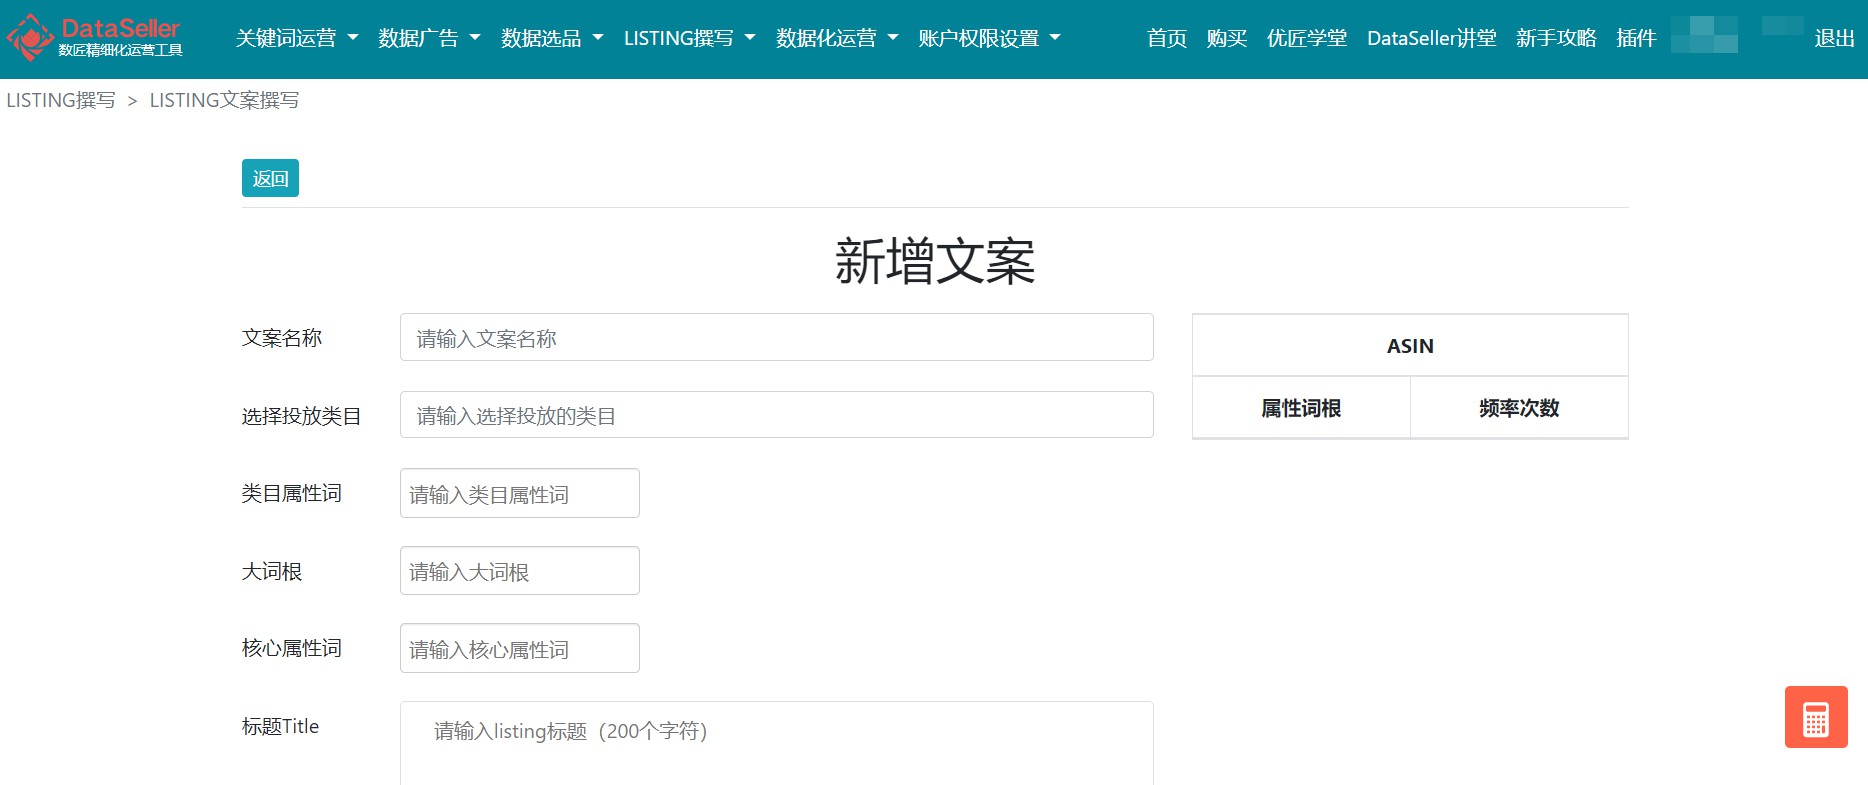 DataSeller
数匠精细化运营工具
关键词运营 数据广告 数据选品 LISTING撰写 数据化运营 账户权限设置 首页 购买 优匠学堂 DataSeller讲堂 新手攻略 插件 退出
LISTING撰写 > LISTING文案撰写
返回
新增文案
文案名称 请输入文案名称
ASIN
选择投放类目 请输入选择投放的类目
属性词根 频率次数
类目属性词 请输入类目属性词
大词根 请输入大词根
核心属性词 请输入核心属性词
标题Title 请输入listing标题（200个字符）